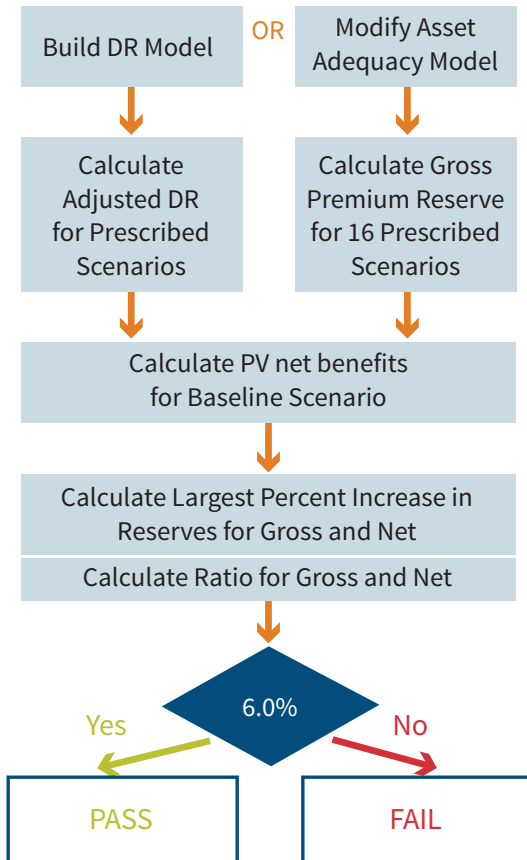 Build DR Model
OR
Modify Asset
Adequacy Model
Calculate
Adjusted DR
for Prescribed
Scenarios
Calculate Gross
Premium Reserve
for 16 Prescribed
Scenarios
Calculate PV net benefits
for Baseline Scenario
Calculate Largest Percent Increase in
Reserves for Gross and Net
Calculate Ratio for Gross and Net
6.0%
Yes
No
PASS
FAIL